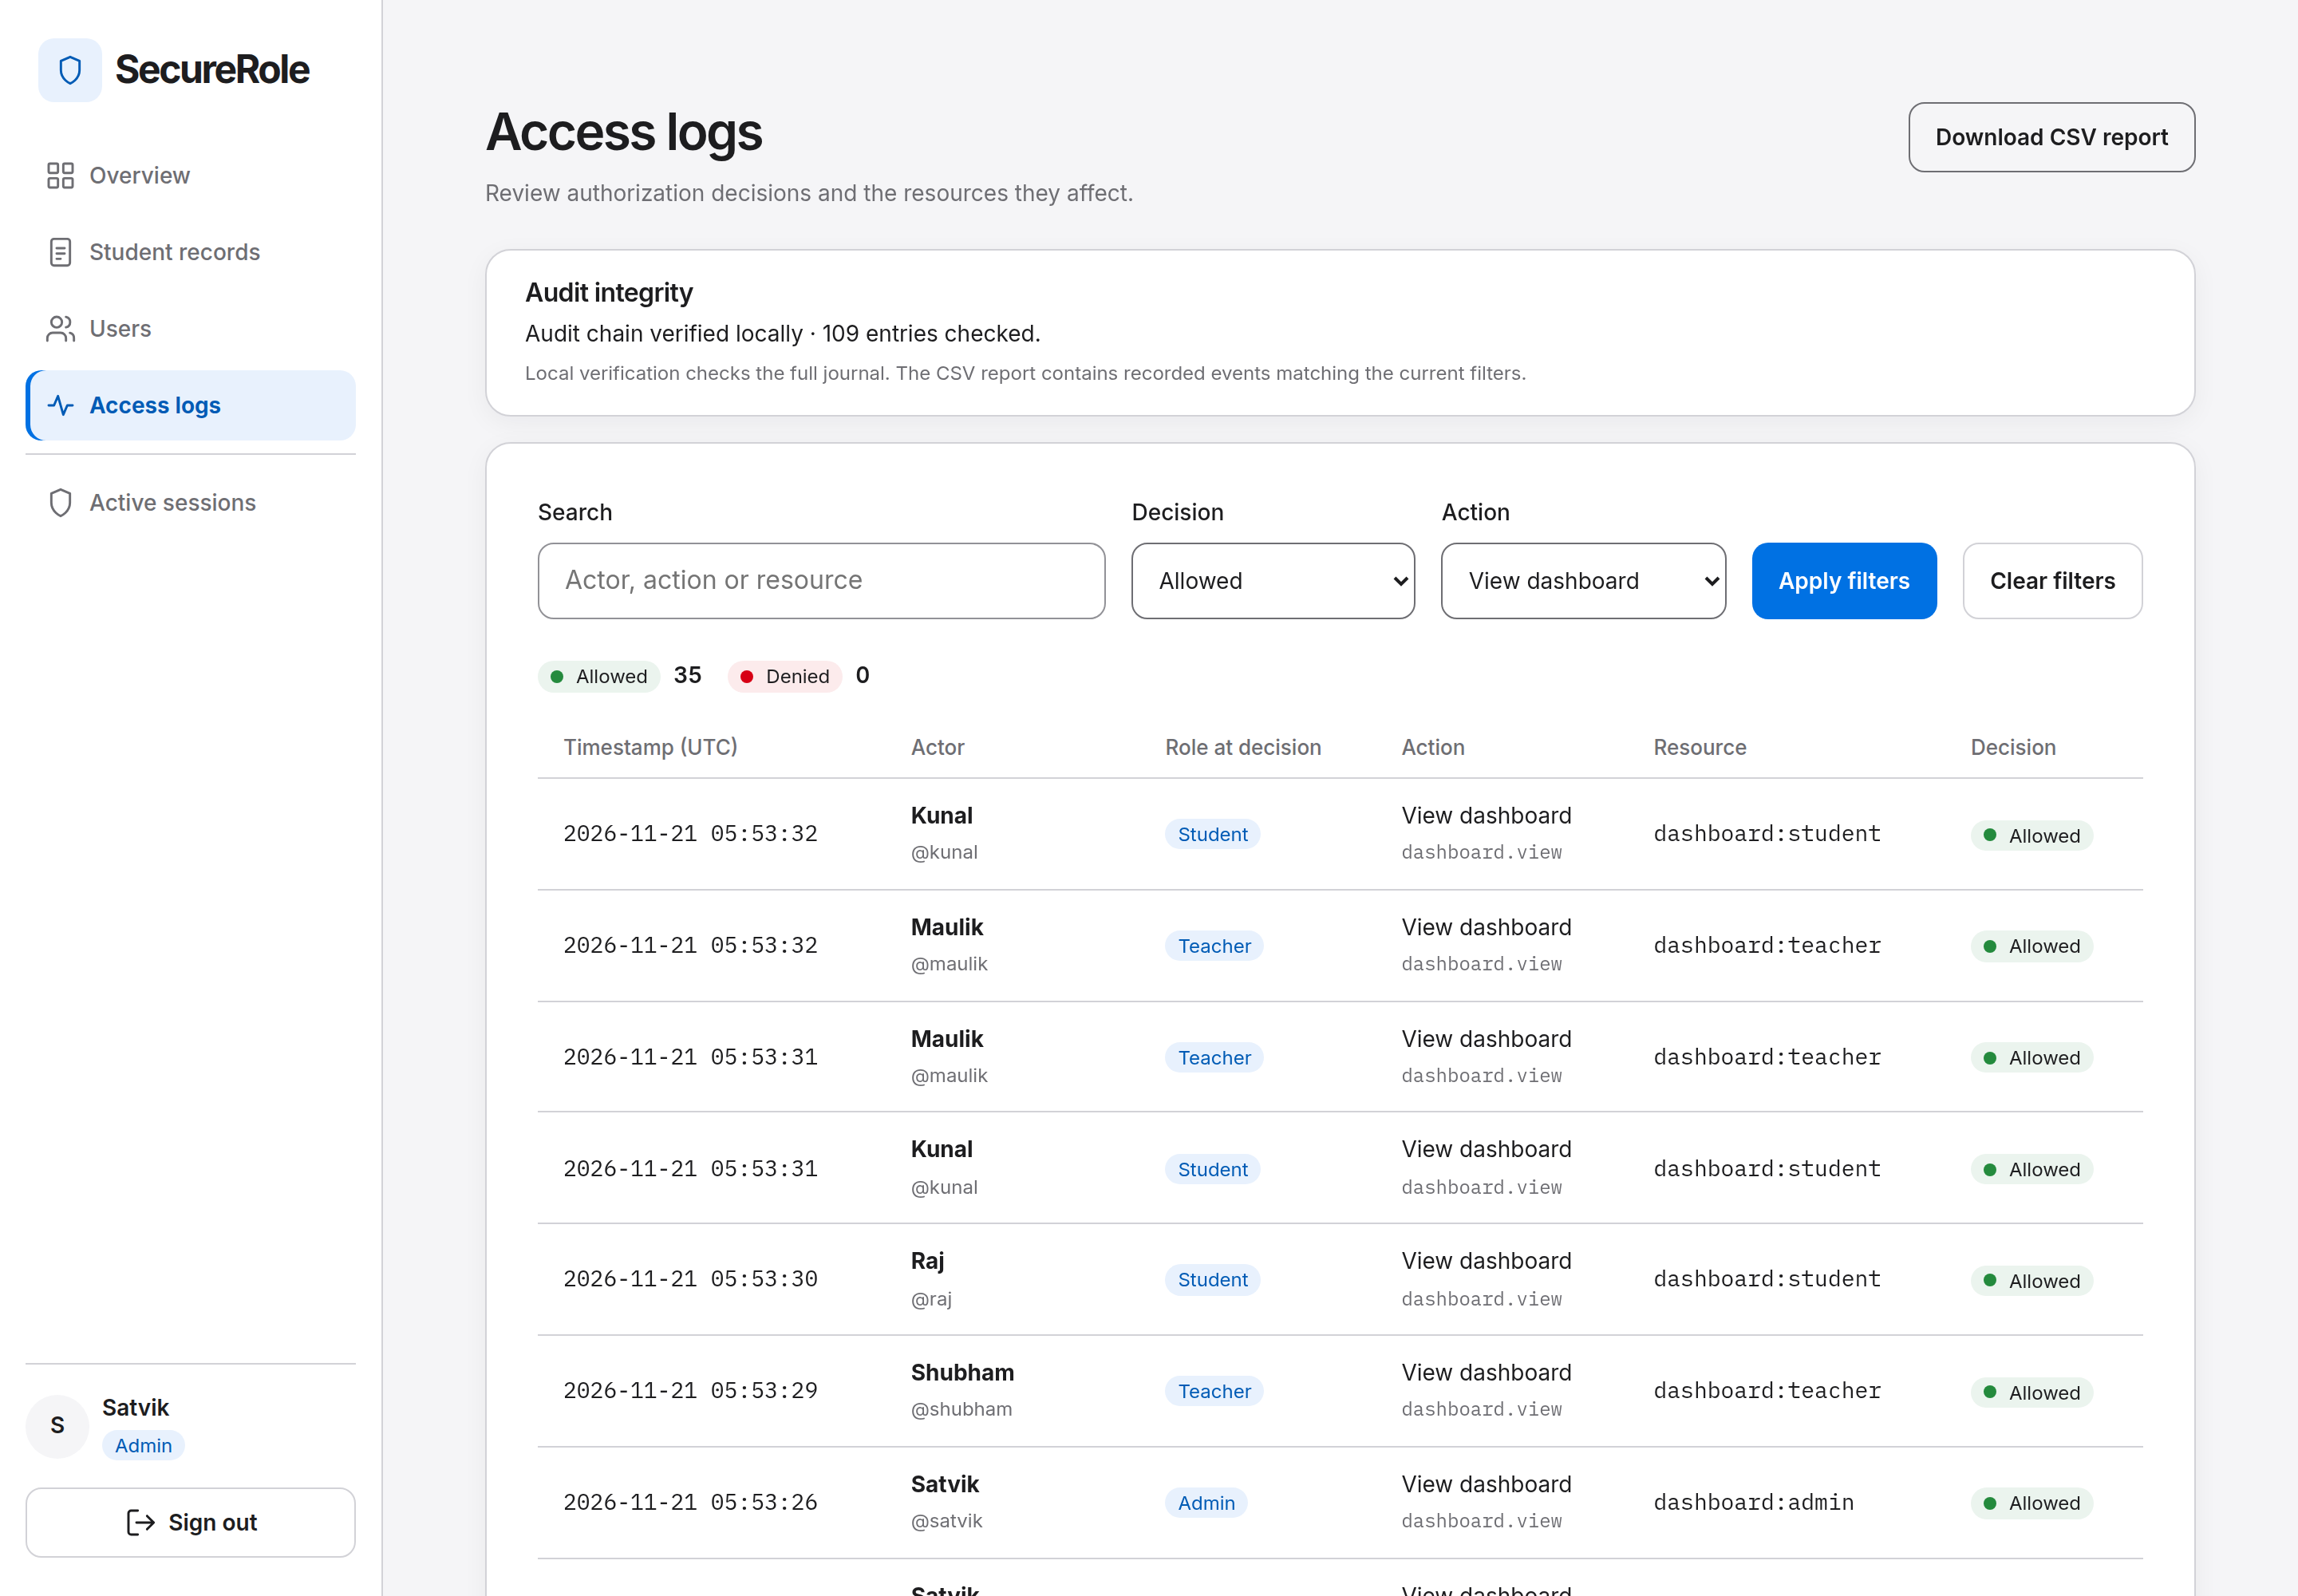 SecureRole
Overview
Student records
Users
Access logs
Active sessions
S
Satvik
Admin
Sign out
Access logs
Download CSV report
Review authorization decisions and the resources they affect.
Audit integrity
Audit chain verified locally · 109 entries checked.
Local verification checks the full journal. The CSV report contains recorded events matching the current filters.
Search Decision Action
Actor, action or resource Allowed View dashboard Apply filters Clear filters
Allowed 35 Denied 0
Timestamp (UTC) Actor Role at decision Action Resource Decision
2026-11-21 05:53:32 Kunal @kunal Student View dashboard dashboard.view dashboard:student Allowed
2026-11-21 05:53:32 Maulik @maulik Teacher View dashboard dashboard.view dashboard:teacher Allowed
2026-11-21 05:53:31 Maulik @maulik Teacher View dashboard dashboard.view dashboard:teacher Allowed
2026-11-21 05:53:31 Kunal @kunal Student View dashboard dashboard.view dashboard:student Allowed
2026-11-21 05:53:30 Raj @raj Student View dashboard dashboard.view dashboard:student Allowed
2026-11-21 05:53:29 Shubham @shubham Teacher View dashboard dashboard.view dashboard:teacher Allowed
2026-11-21 05:53:26 Satvik @satvik Admin View dashboard dashboard.view dashboard:admin Allowed
Satvik View dashboard